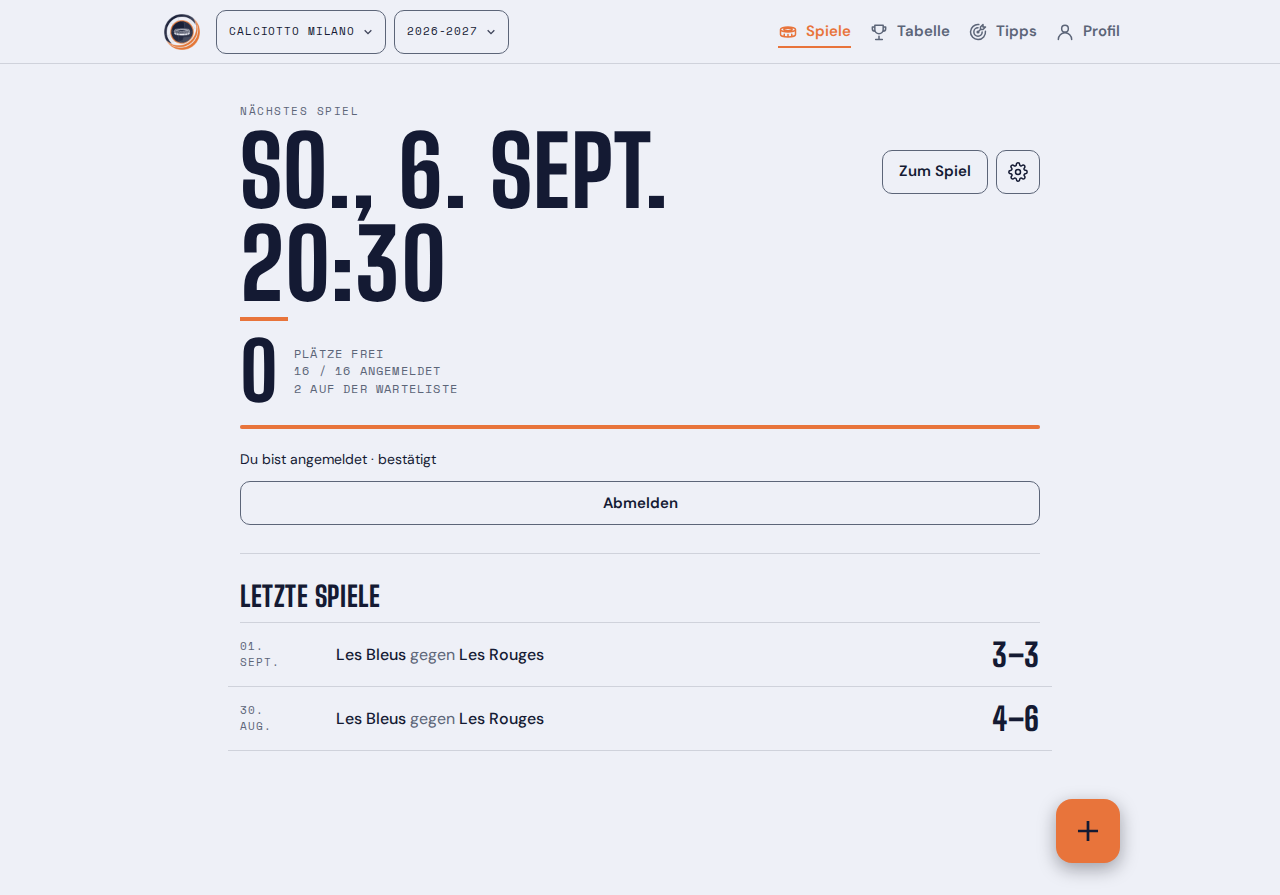 CALCIOTTO MILANO
2026-2027
Spiele
Tabelle
Tipps
Profil
NÄCHSTES SPIEL
SO., 6. SEPT.
20:30
Zum Spiel
0
PLÄTZE FREI
16 / 16 ANGEMELDET
2 AUF DER WARTELISTE
Du bist angemeldet · bestätigt
Abmelden
LETZTE SPIELE
01.
SEPT.
Les Bleus gegen Les Rouges
3–3
30.
AUG.
Les Bleus gegen Les Rouges
4–6